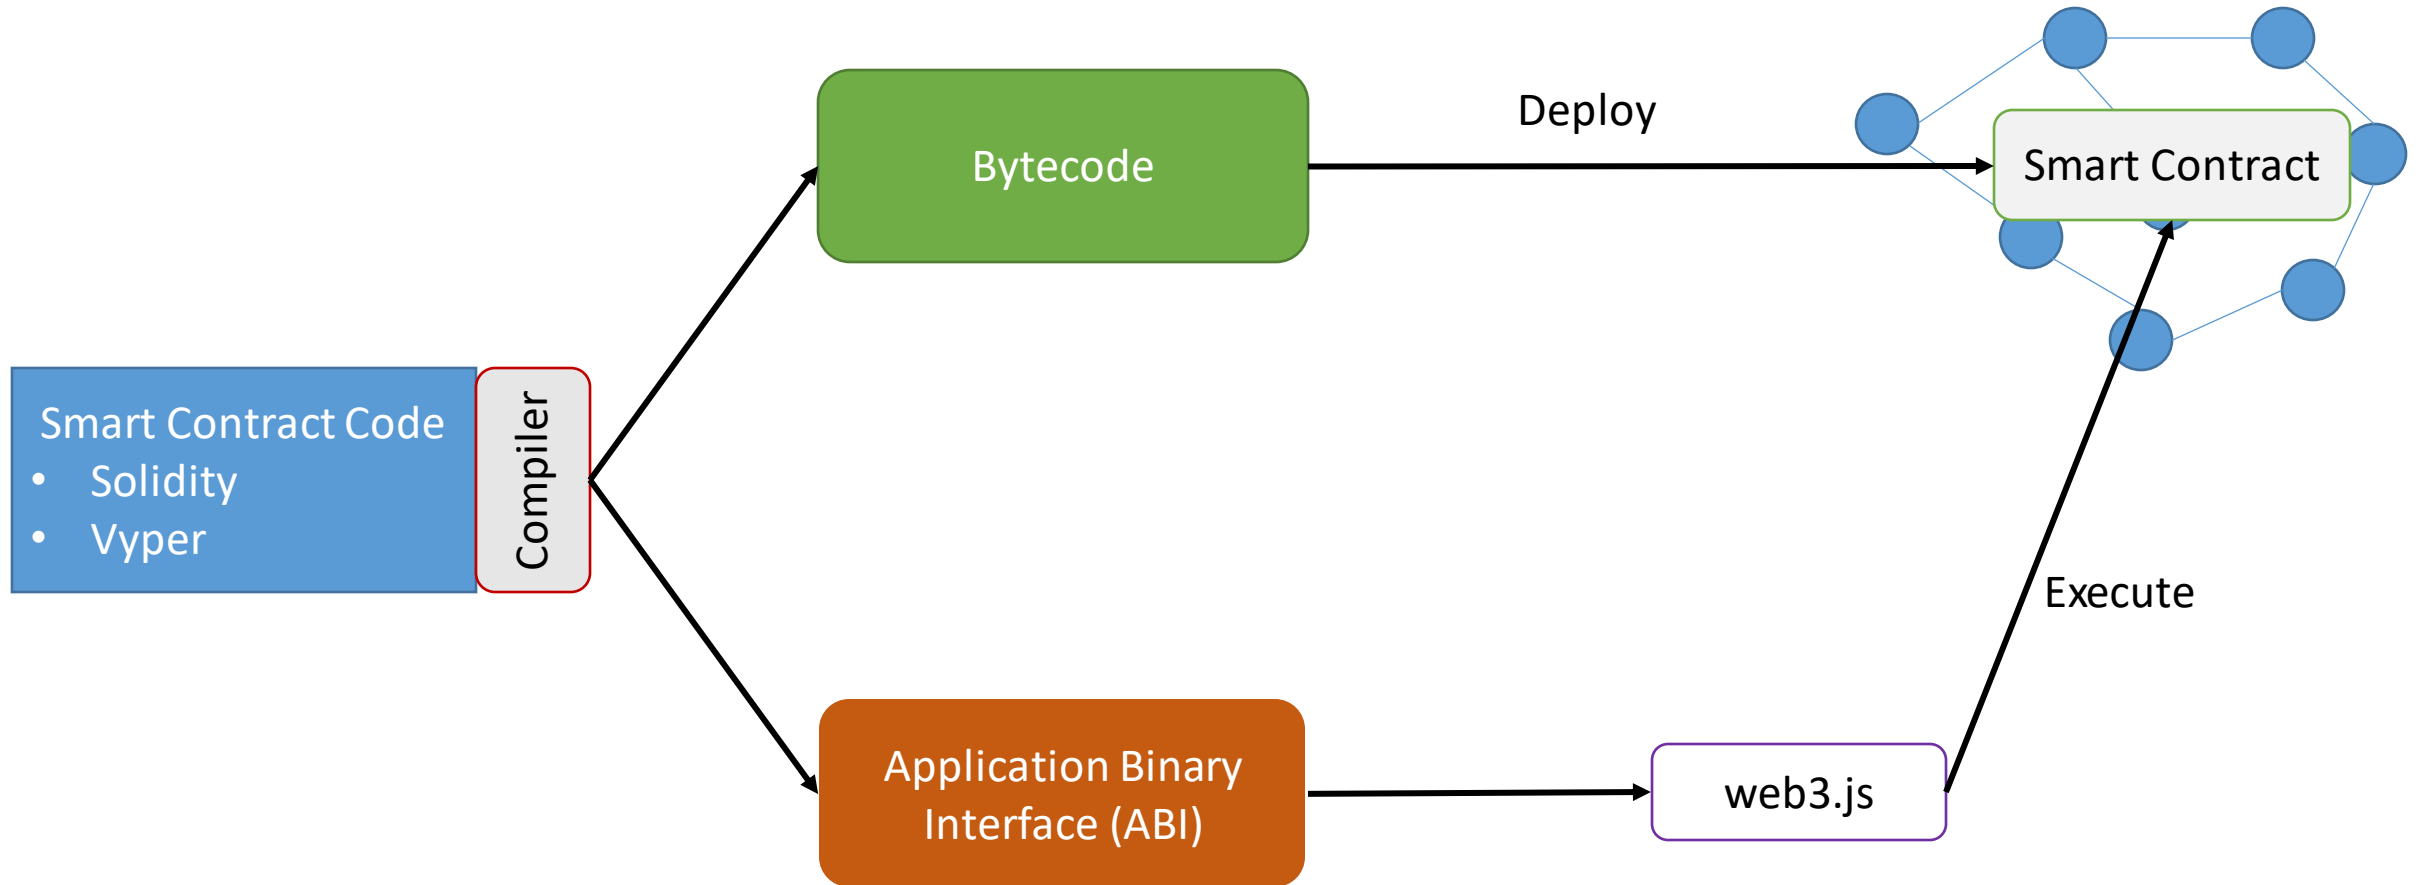 Smart Contract Code
• Solidity
• Vyper
Compiler
Bytecode
Deploy
Smart Contract
Application Binary
Interface (ABI)
web3.js
Execute